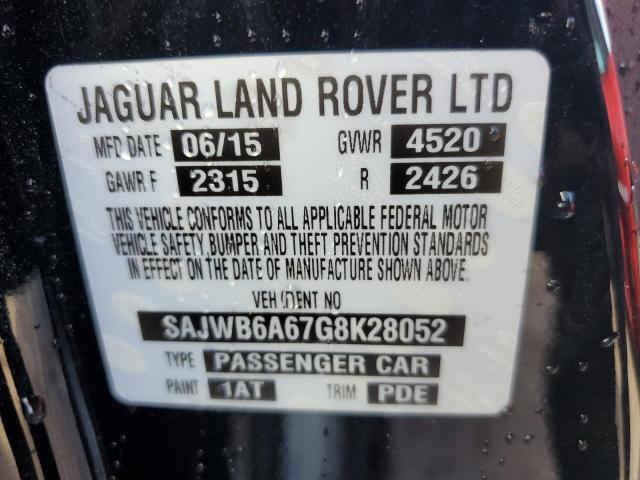 JAGUAR LAND ROVER LTD
MFD DATE 06/15 GVWR 4520
GAWR F 2315 R 2426
THIS VEHICLE CONFORMS TO ALL APPLICABLE FEDERAL MOTOR
VEHICLE SAFETY, BUMPER, AND THEFT PREVENTION STANDARDS
IN EFFECT ON THE DATE OF MANUFACTURE SHOWN ABOVE.
VEH IDENT NO
SAJWB6A67G8K28052
TYPE PASSENGER CAR
PAINT 1AT TRIM PDE